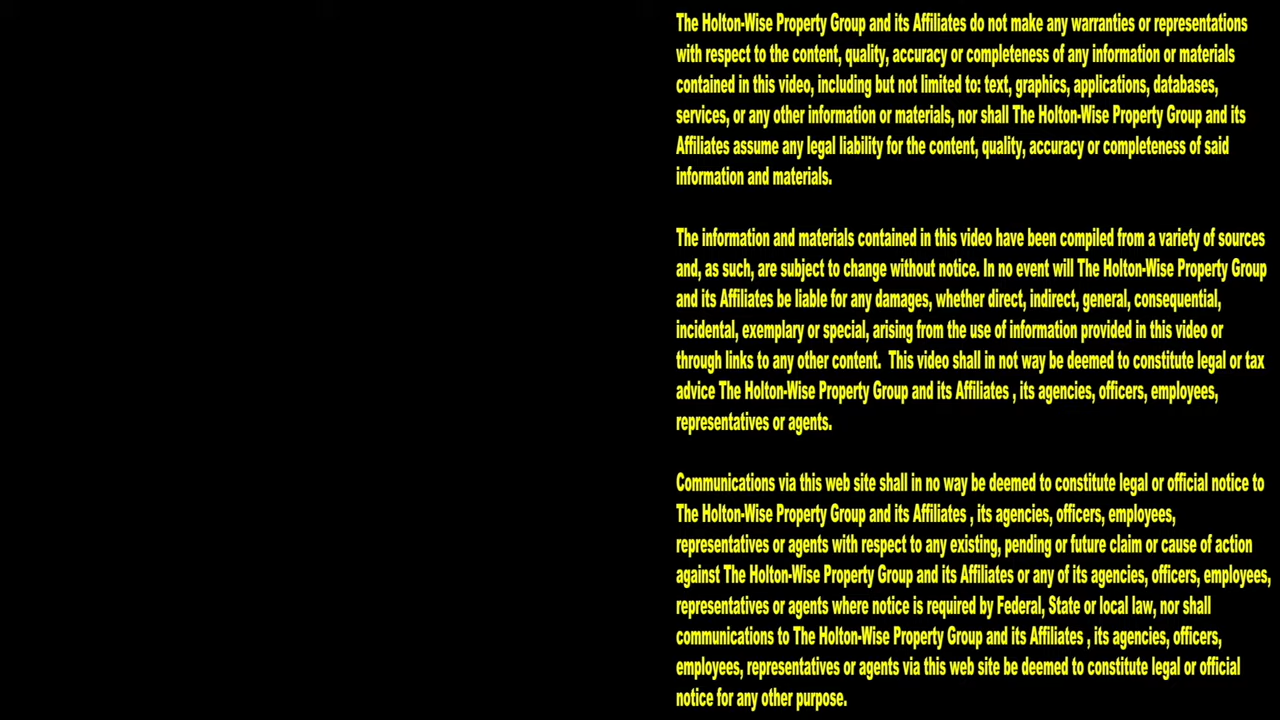 The Holton-Wise Property Group and its Affiliates do not make any warranties or representations
with respect to the content, quality, accuracy or completeness of any information or materials
contained in this video, including but not limited to: text, graphics, applications, databases,
services, or any other information or materials, nor shall The Holton-Wise Property Group and its
Affiliates assume any legal liability for the content, quality, accuracy or completeness of said
information and materials.
The information and materials contained in this video have been compiled from a variety of sources
and, as such, are subject to change without notice. In no event will The Holton-Wise Property Group
and its Affiliates be liable for any damages, whether direct, indirect, general, consequential,
incidental, exemplary or special, arising from the use of information provided in this video or
through links to any other content.  This video shall in not way be deemed to constitute legal or tax
advice The Holton-Wise Property Group and its Affiliates , its agencies, officers, employees,
representatives or agents.
Communications via this web site shall in no way be deemed to constitute legal or official notice to
The Holton-Wise Property Group and its Affiliates , its agencies, officers, employees,
representatives or agents with respect to any existing, pending or future claim or cause of action
against The Holton-Wise Property Group and its Affiliates or any of its agencies, officers, employees,
representatives or agents where notice is required by Federal, State or local law, nor shall
communications to The Holton-Wise Property Group and its Affiliates , its agencies, officers,
employees, representatives or agents via this web site be deemed to constitute legal or official
notice for any other purpose.